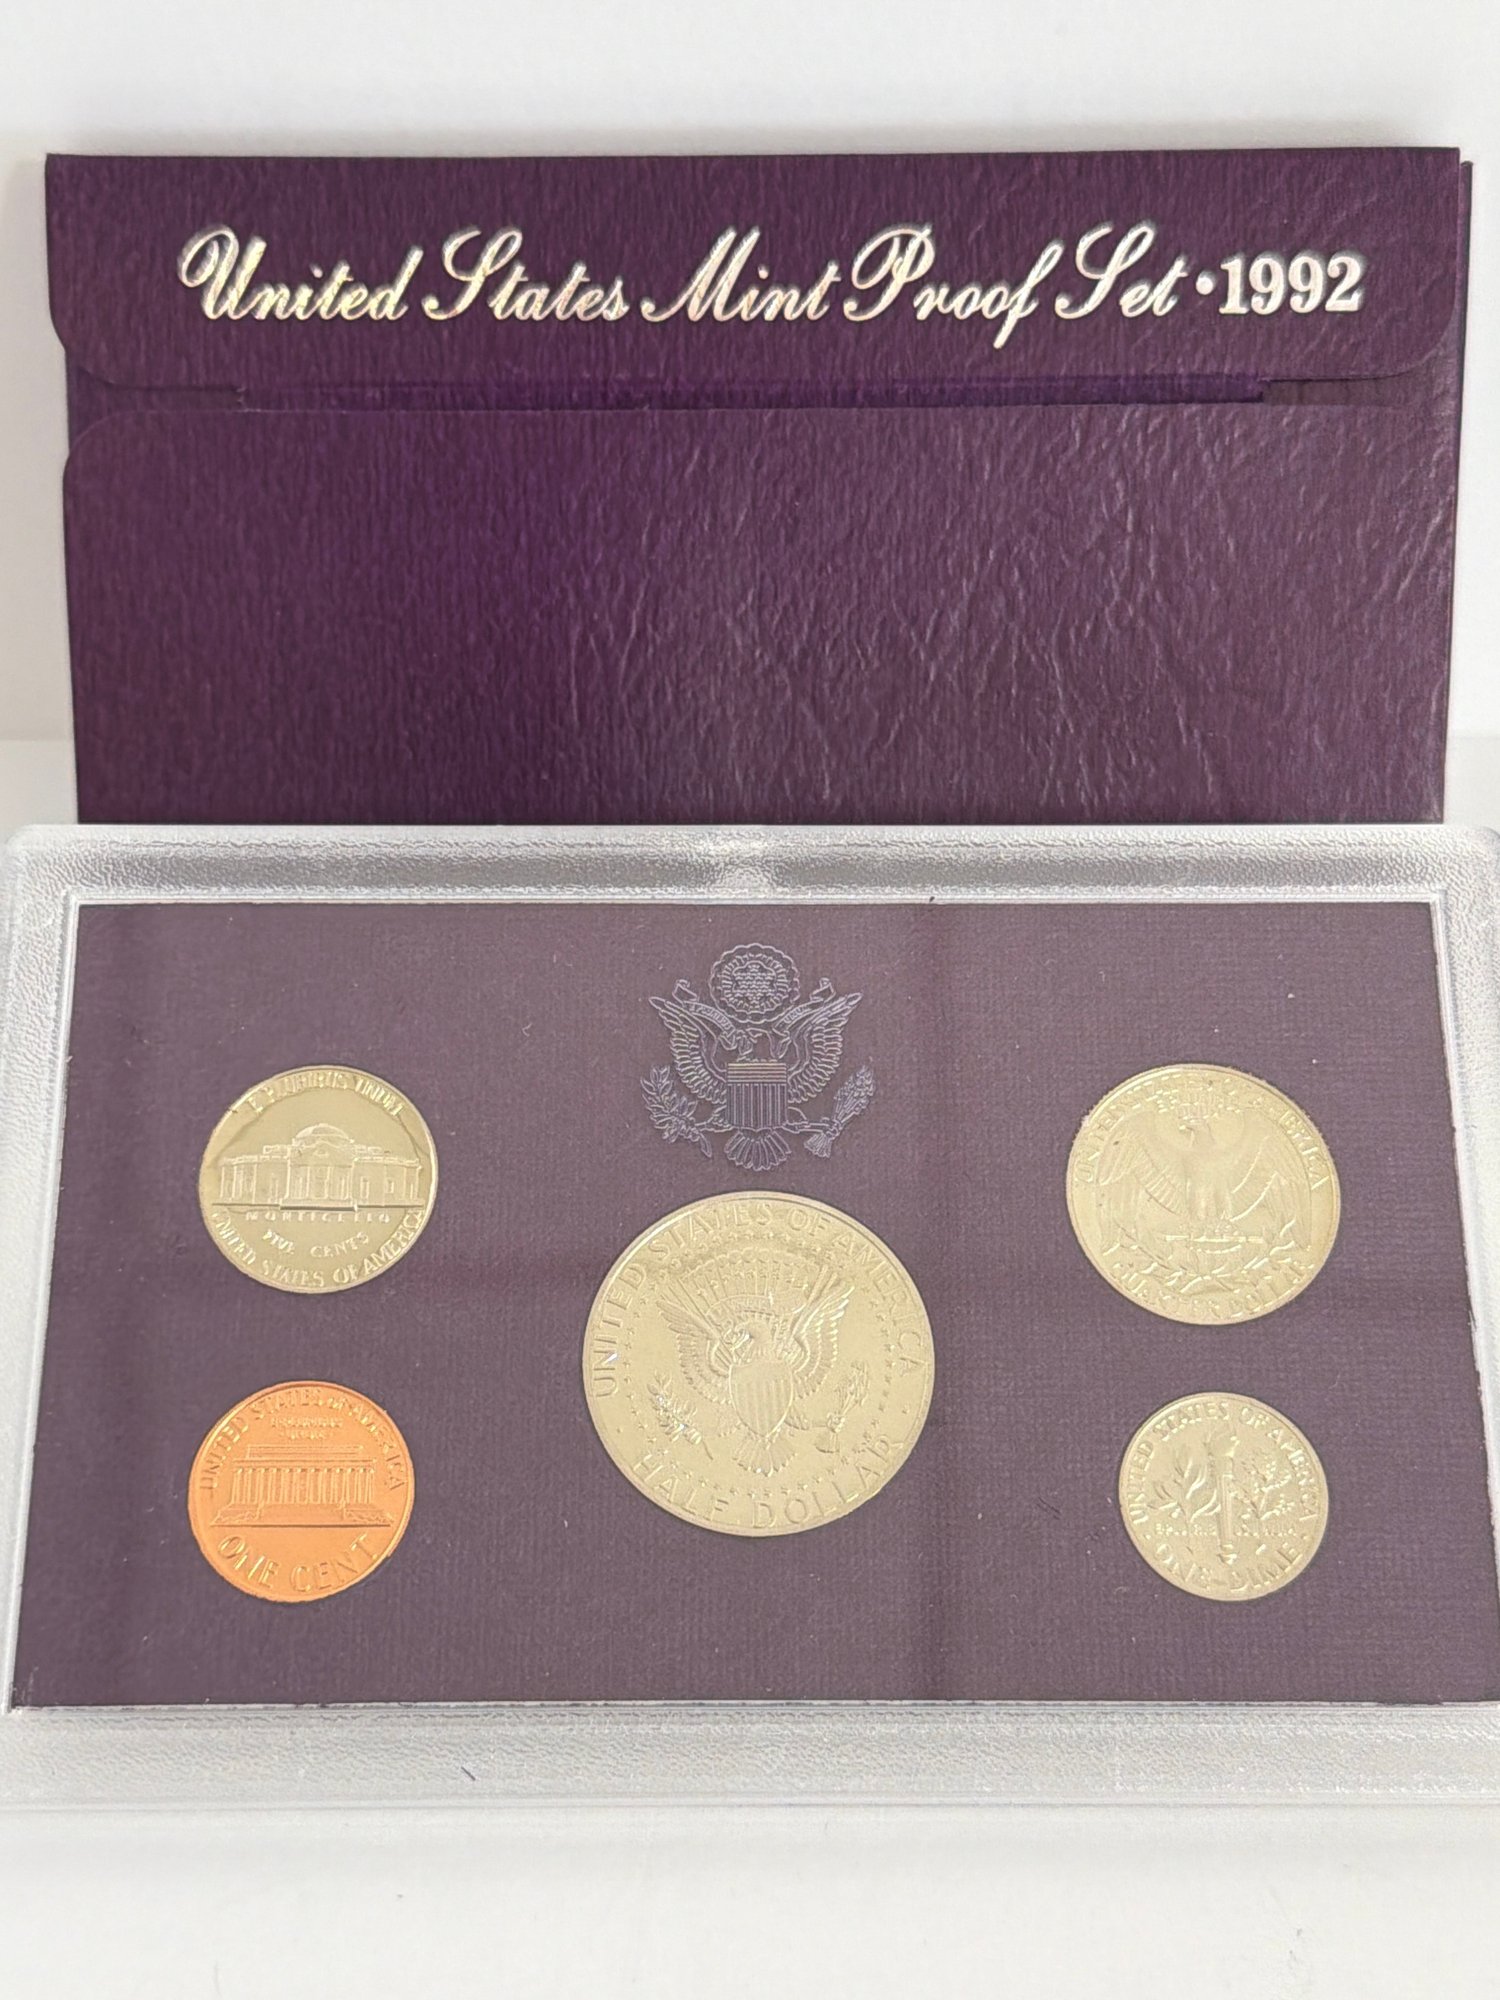 United States Mint Proof Set · 1992
E PLURIBUS UNUM
MONTICELLO
FIVE CENTS
UNITED STATES OF AMERICA
UNITED STATES OF AMERICA
QUARTER DOLLAR
UNITED STATES OF AMERICA
HALF DOLLAR
UNITED STATES OF AMERICA
E · PLURIBUS
UNUM
ONE CENT
UNITED STATES OF AMERICA
· ONE DIME ·